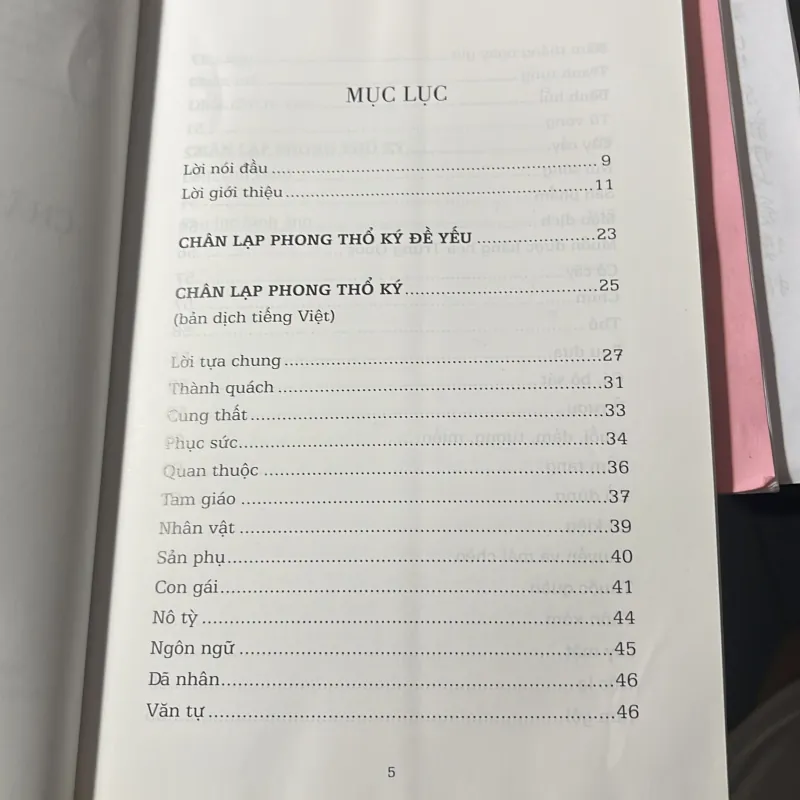 MỤC LỤC
Lời nói đầu........................................................... 9
Lời giới thiệu........................................................11
CHÂN LẠP PHONG THỔ KÝ ĐỀ YẾU ......................23
CHÂN LẠP PHONG THỔ KÝ....................................25
(bản dịch tiếng Việt)
Lời tựa chung........................................................27
Thành quách.........................................................31
Cung thất..............................................................33
Phục sức................................................................34
Quan thuộc ...........................................................36
Tam giáo ...............................................................37
Nhân vật ...............................................................39
Sản phụ.................................................................40
Con gái..................................................................41
Nô tỳ .....................................................................44
Ngôn ngữ ..............................................................45
Dã nhân.................................................................46
Văn tự ...................................................................46
5